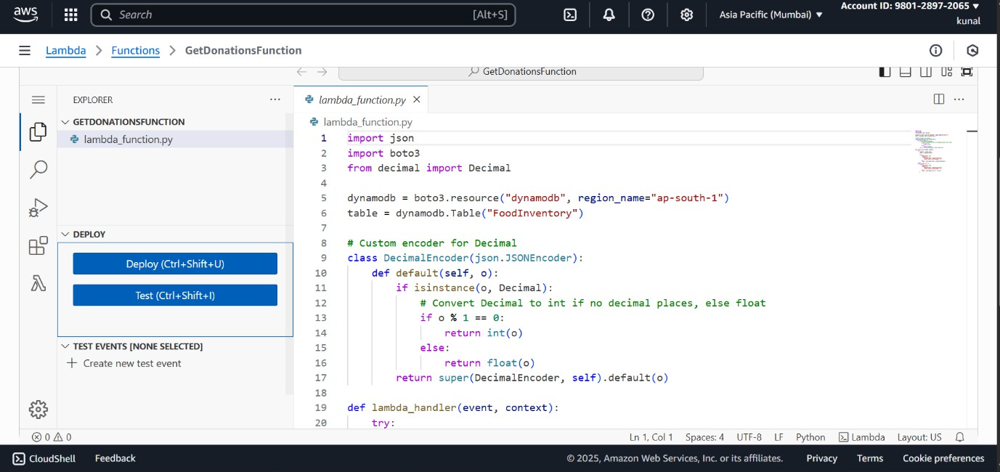 aws
Search
[Alt+S]
Asia Pacific (Mumbai) ▼
Account ID: 9801-2897-2065 ▼
kunal
Lambda > Functions > GetDonationsFunction
GetDonationsFunction
EXPLORER
GETDONATIONSFUNCTION
lambda_function.py
DEPLOY
Deploy (Ctrl+Shift+U)
Test (Ctrl+Shift+I)
TEST EVENTS [NONE SELECTED]
Create new test event
lambda_function.py
lambda_function.py
1 import json
2 import boto3
3 from decimal import Decimal
4
5 dynamodb = boto3.resource("dynamodb", region_name="ap-south-1")
6 table = dynamodb.Table("FoodInventory")
7
8 # Custom encoder for Decimal
9 class DecimalEncoder(json.JSONEncoder):
10 def default(self, o):
11 if isinstance(o, Decimal):
12 # Convert Decimal to int if no decimal places, else float
13 if o % 1 == 0:
14 return int(o)
15 else:
16 return float(o)
17 return super(DecimalEncoder, self).default(o)
18
19 def lambda_handler(event, context):
20 try:
0 0
Ln 1, Col 1 Spaces: 4 UTF-8 LF Python Lambda Layout: US
CloudShell Feedback
© 2025, Amazon Web Services, Inc. or its affiliates. Privacy Terms Cookie preferences